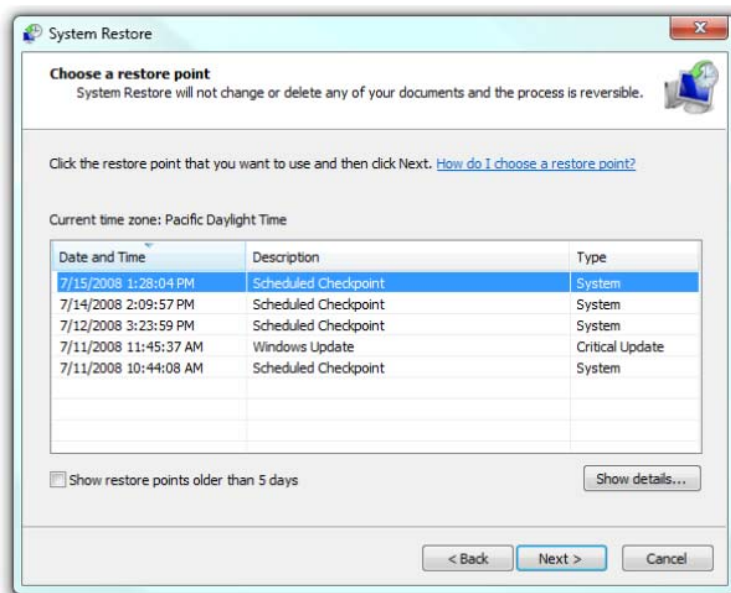 System Restore
Choose a restore point
System Restore will not change or delete any of your documents and the process is reversible.
Click the restore point that you want to use and then click Next. How do I choose a restore point?
Current time zone: Pacific Daylight Time
Date and Time Description Type
7/15/2008 1:28:04 PM Scheduled Checkpoint System
7/14/2008 2:09:57 PM Scheduled Checkpoint System
7/12/2008 3:23:59 PM Scheduled Checkpoint System
7/11/2008 11:45:37 AM Windows Update Critical Update
7/11/2008 10:44:08 AM Scheduled Checkpoint System
Show restore points older than 5 days Show details...
< Back Next > Cancel